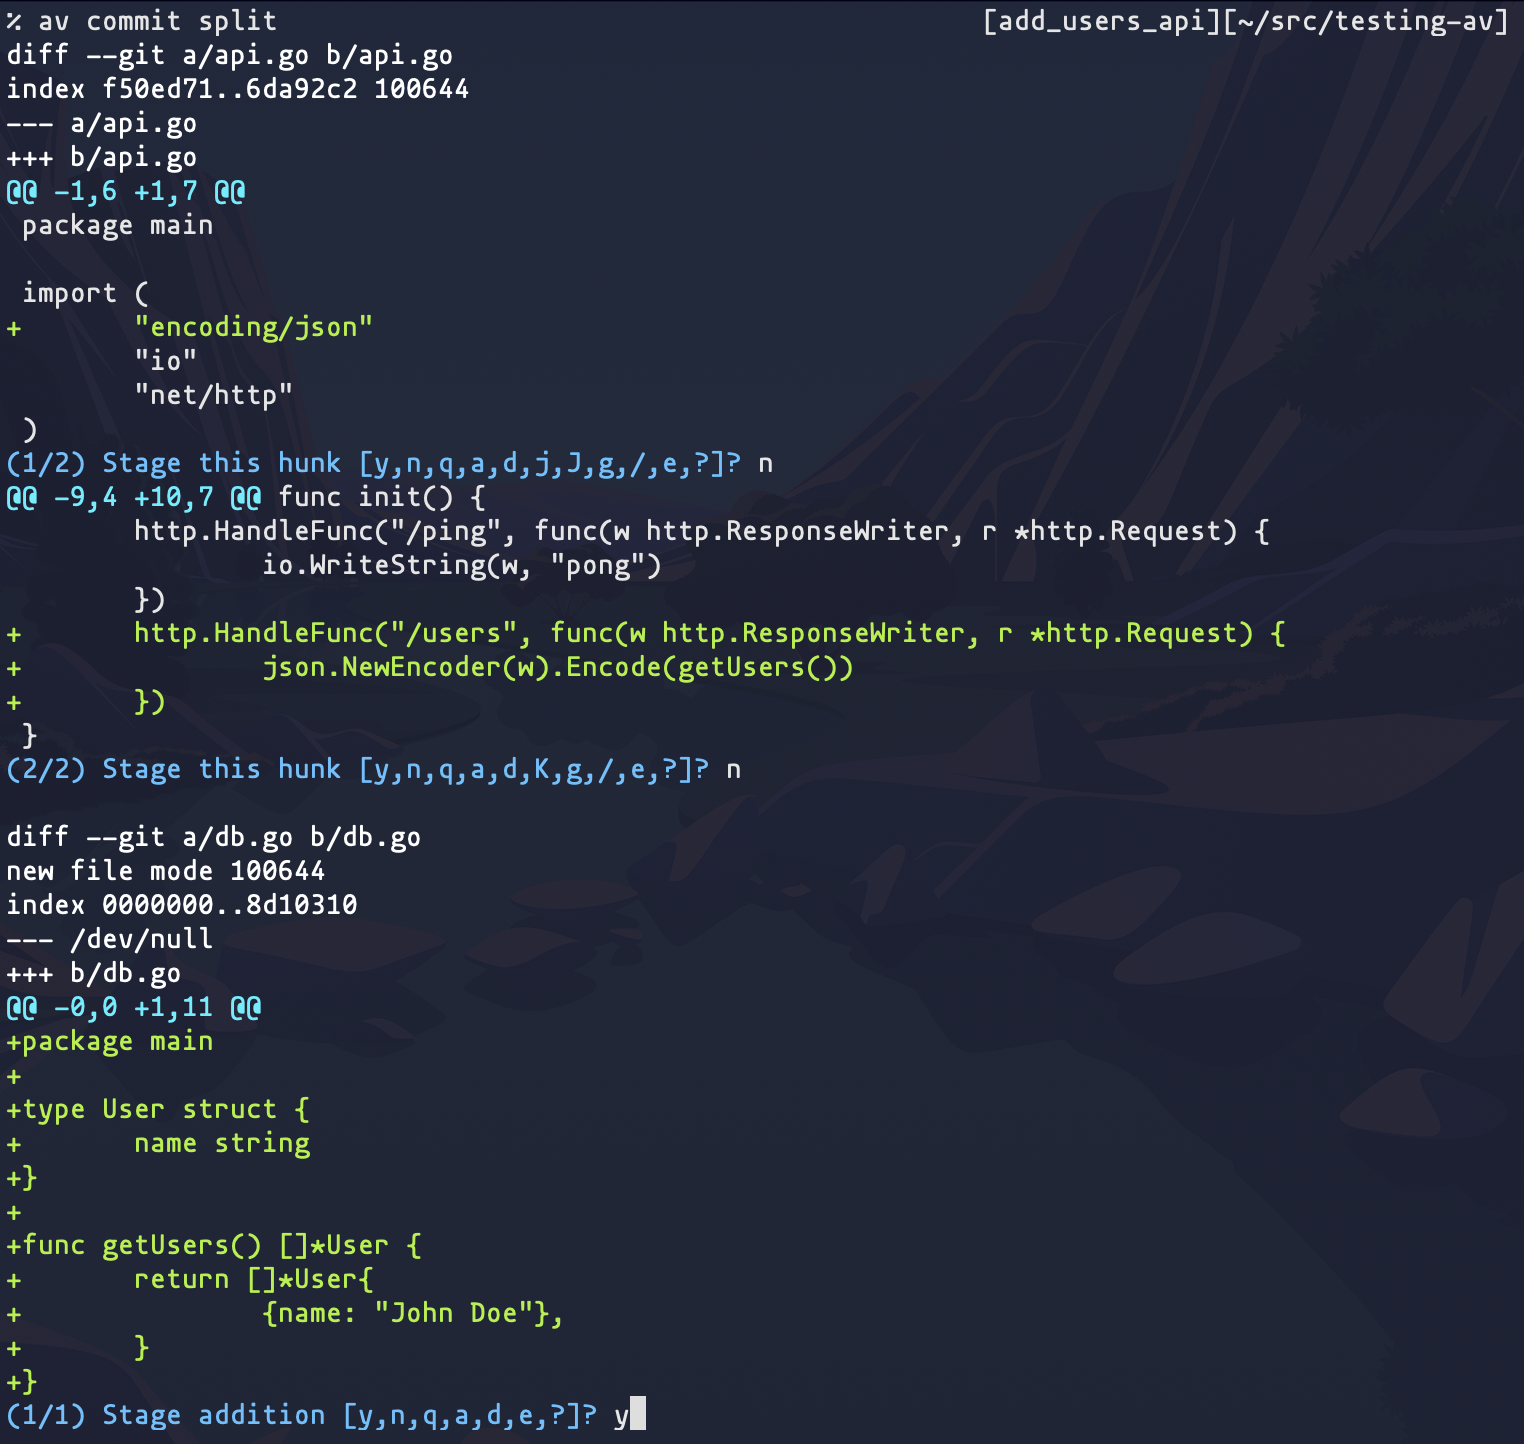 % av commit split [add_users_api][~/src/testing-av]
diff --git a/api.go b/api.go
index f50ed71..6da92c2 100644
--- a/api.go
+++ b/api.go
@@ -1,6 +1,7 @@
 package main

 import (
+       "encoding/json"
        "io"
        "net/http"
 )
(1/2) Stage this hunk [y,n,q,a,d,j,J,g,/,e,?]? n
@@ -9,4 +10,7 @@ func init() {
        http.HandleFunc("/ping", func(w http.ResponseWriter, r *http.Request) {
                io.WriteString(w, "pong")
        })
+       http.HandleFunc("/users", func(w http.ResponseWriter, r *http.Request) {
+               json.NewEncoder(w).Encode(getUsers())
+       })
 }
(2/2) Stage this hunk [y,n,q,a,d,K,g,/,e,?]? n

diff --git a/db.go b/db.go
new file mode 100644
index 0000000..8d10310
--- /dev/null
+++ b/db.go
@@ -0,0 +1,11 @@
+package main
+
+type User struct {
+       name string
+}
+
+func getUsers() []*User {
+       return []*User{
+               {name: "John Doe"},
+       }
+}
(1/1) Stage addition [y,n,q,a,d,e,?]? y